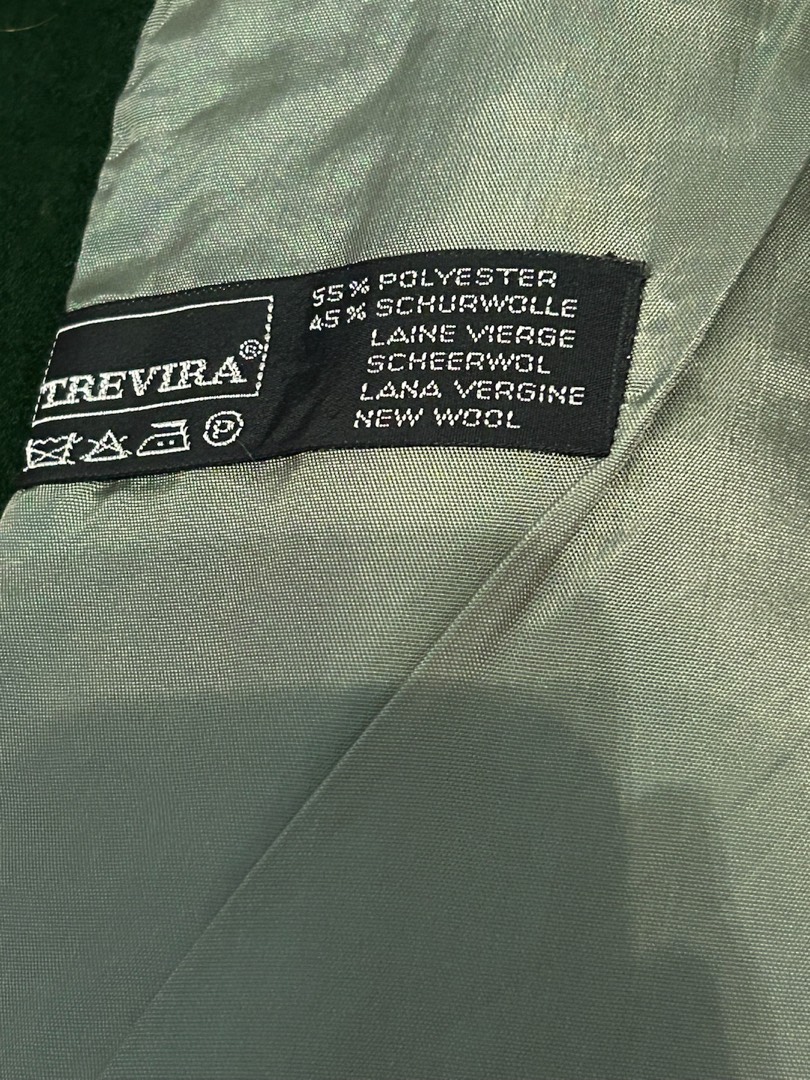 TREVIRA®
P
55% POLYESTER
45% SCHURWOLLE
LAINE VIERGE
SCHEERWOL
LANA VERGINE
NEW WOOL